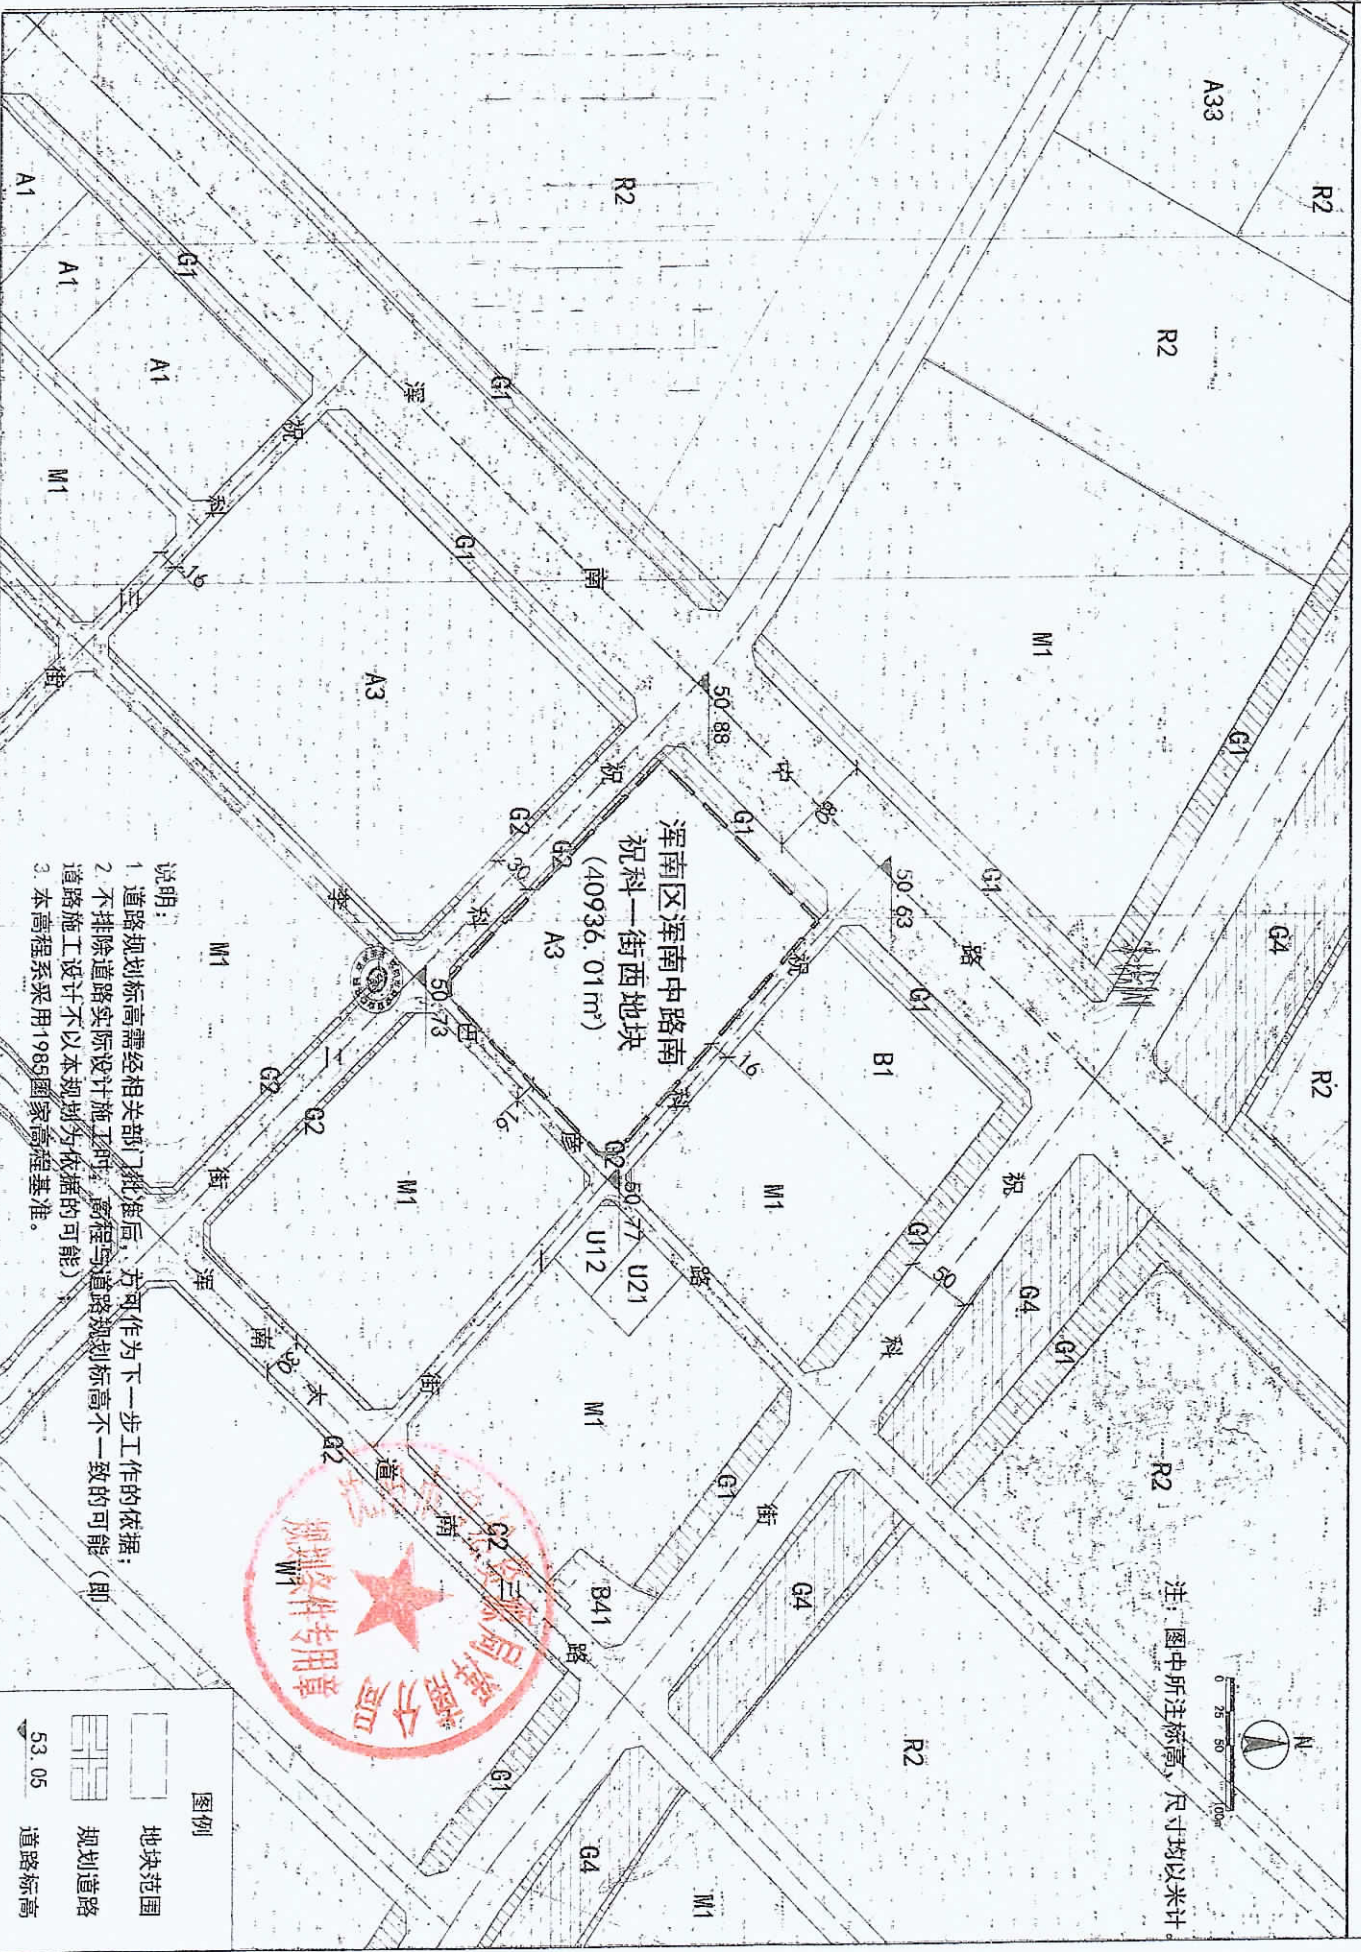 注：图中所注标高、尺寸均以米计。
N
0 25 50 100m
A33
R2
R2
R2
M1
G1
G4
R2
R2
G1
浑南中路
G1
G1
50.88
80
50.63
G1
G1
G1
A1
A1
A1
M1
祝科三街
16
A3
浑南区浑南中路南
祝科一街西地块
(40936.01m²)
A3
祝科二街
G2
G2
30
50.73
16
G2
50.77
祝科一街
16
B1
M1
G1
50
祝科街
G4
G1
R2
U12
U21
M1
G1
B41
G4
R2
M1
M1
G2
G2
浑南大道南三路
30
G2
G2
W1
G1
G4
M1
规划条件专用章
说明：
1. 道路规划标高需经相关部门批准后，方可作为下一步工作的依据；
2. 不排除道路实际设计施工时，高程与道路规划标高不一致的可能（即
道路施工设计不以本规划为依据的可能）；
3. 本高程系采用1985国家高程基准。
图例
地块范围
规划道路
53.05 道路标高